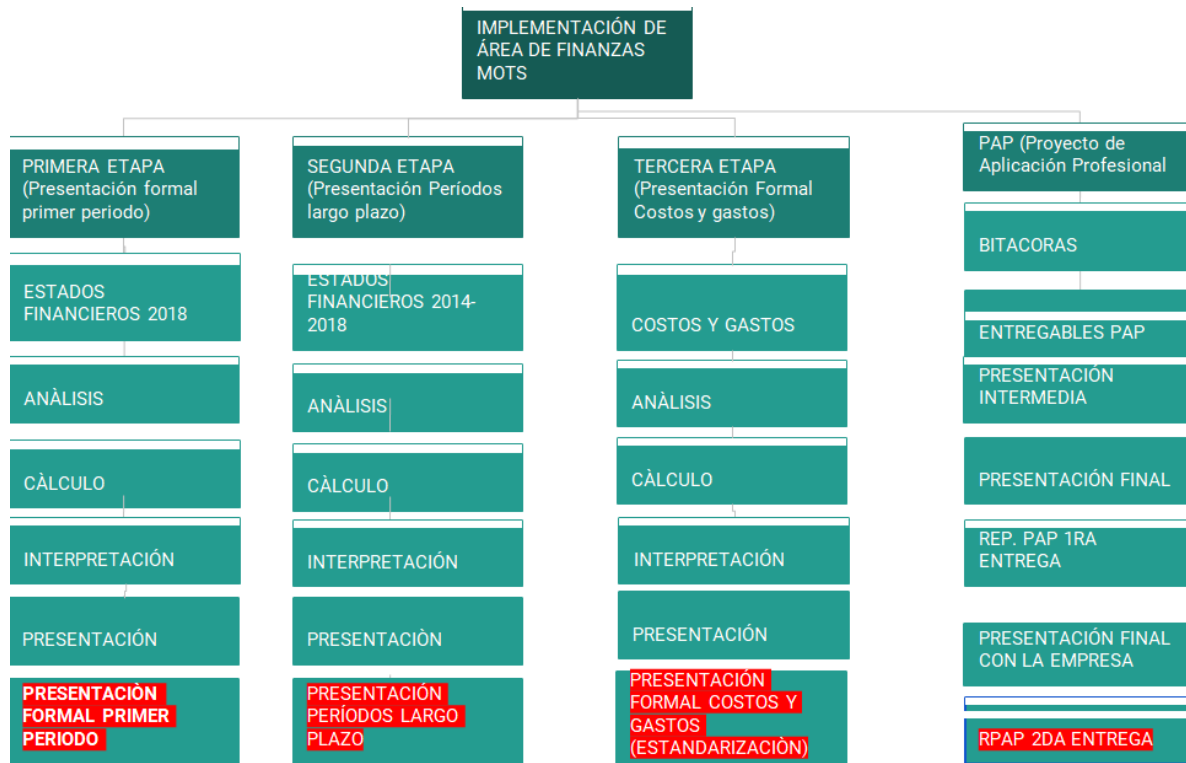 IMPLEMENTACIÓN DE
ÁREA DE FINANZAS
MOTS
PRIMERA ETAPA
(Presentación formal
primer periodo)
ESTADOS
FINANCIEROS 2018
ANÀLISIS
CÀLCULO
INTERPRETACIÓN
PRESENTACIÓN
PRESENTACIÒN
FORMAL PRIMER
PERIODO
SEGUNDA ETAPA
(Presentación Períodos
largo plazo)
ESTADOS
FINANCIEROS 2014-
2018
ANÀLISIS
CÀLCULO
INTERPRETACIÓN
PRESENTACIÒN
PRESENTACIÓN
PERÍODOS LARGO
PLAZO
TERCERA ETAPA
(Presentación Formal
Costos y gastos)
COSTOS Y GASTOS
ANÀLISIS
CÀLCULO
INTERPRETACIÓN
PRESENTACIÓN
PRESENTACIÓN
FORMAL COSTOS Y
GASTOS
(ESTANDARIZACIÒN)
PAP (Proyecto de
Aplicación Profesional
BITACORAS
ENTREGABLES PAP
PRESENTACIÓN
INTERMEDIA
PRESENTACIÓN FINAL
REP. PAP 1RA
ENTREGA
PRESENTACIÓN FINAL
CON LA EMPRESA
RPAP 2DA ENTREGA